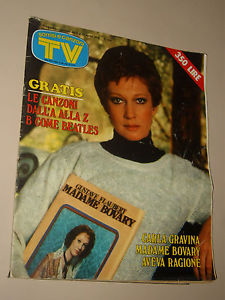 TV
350 LIRE
GRATIS
LE CANZONI
DALL'A ALLA Z
B COME BEATLES
GUSTAVE FLAUBERT
MADAME BOVARY
CARLA GRAVINA
MADAME BOVARY
AVEVA RAGIONE